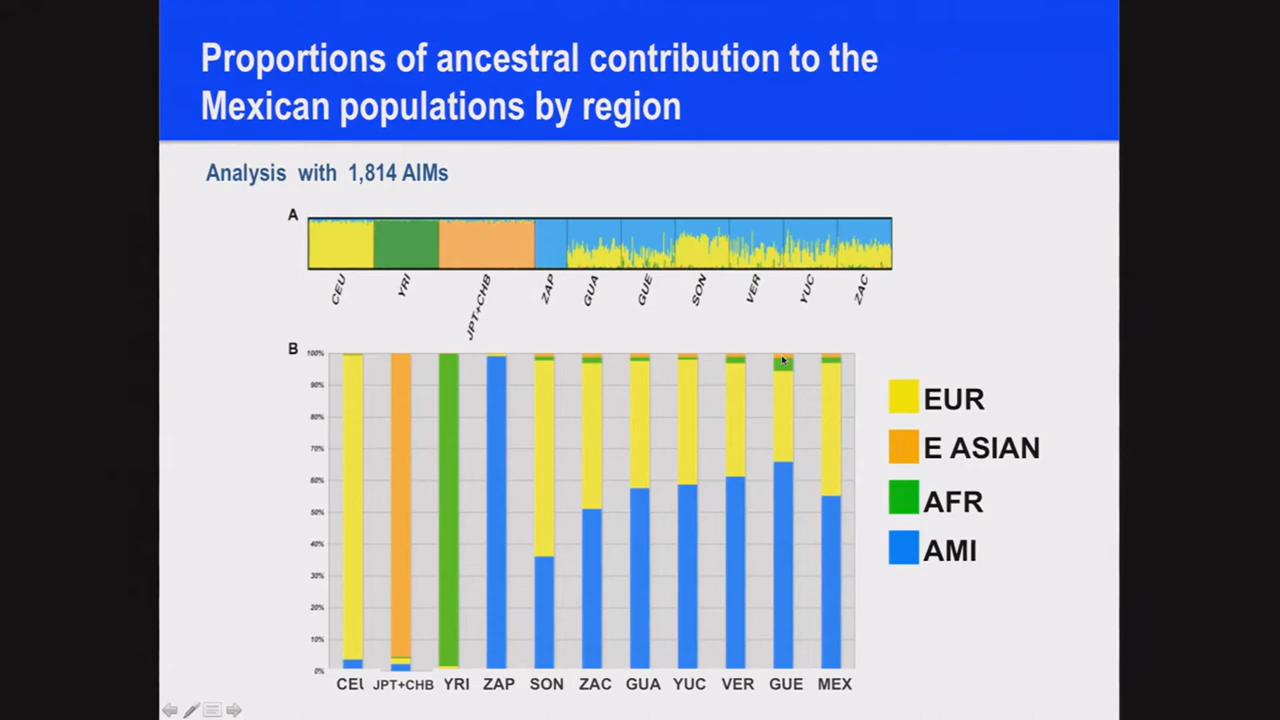 Proportions of ancestral contribution to the
Mexican populations by region
Analysis with 1,814 AIMs
A
CEU
YRI
JPT+CHB
ZAP
GUA
GUE
SON
VER
YUC
ZAC
B
100%
90%
80%
70%
60%
50%
40%
30%
20%
10%
0%
CEU JPT+CHB YRI ZAP SON ZAC GUA YUC VER GUE MEX
EUR
E ASIAN
AFR
AMI